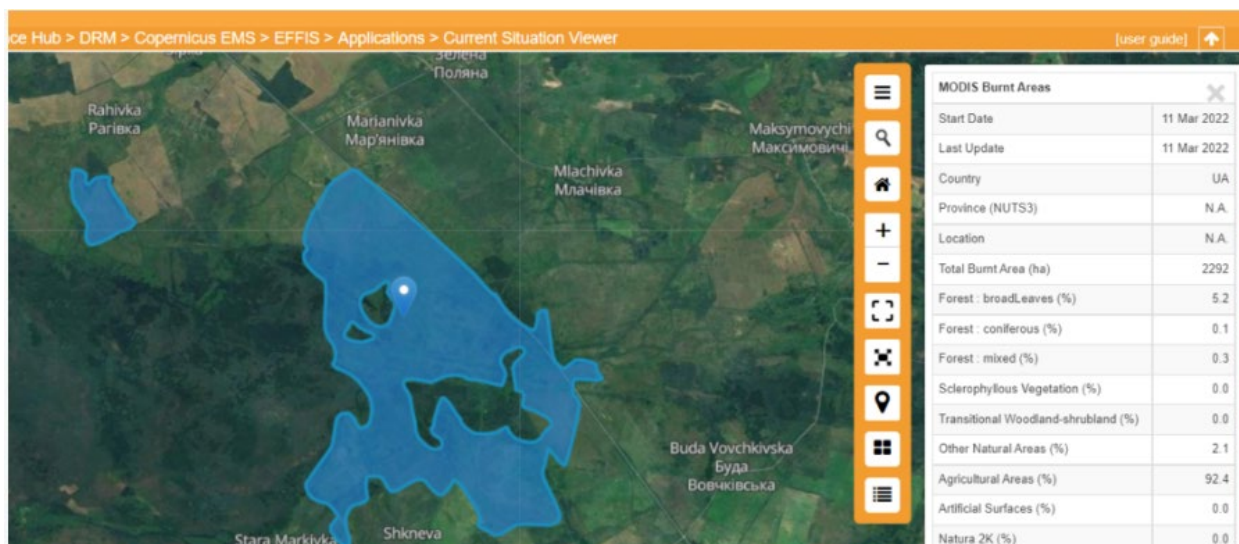 ce Hub > DRM > Copernicus EMS > EFFIS > Applications > Current Situation Viewer
[user guide]
Зелена
Поляна
Rahivka
Рагівка
Marianivka
Мар'янівка
Maksymovychi
Максимовичі
Mlachivka
Млачівка
Buda Vovchkivska
Буда
Вовчківська
Stara Markivka
Shkneva
MODIS Burnt Areas
Start Date 11 Mar 2022
Last Update 11 Mar 2022
Country UA
Province (NUTS3) N.A.
Location N.A.
Total Burnt Area (ha) 2292
Forest : broadLeaves (%) 5.2
Forest : coniferous (%) 0.1
Forest : mixed (%) 0.3
Sclerophyllous Vegetation (%) 0.0
Transitional Woodland-shrubland (%) 0.0
Other Natural Areas (%) 2.1
Agricultural Areas (%) 92.4
Artificial Surfaces (%) 0.0
Natura 2K (%) 0.0